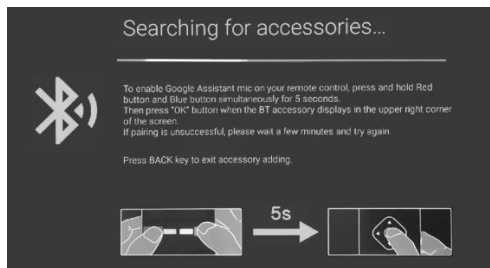 Searching for accessories...
To enable Google Assistant mic on your remote control, press and hold Red
button and Blue button simultaneously for 5 seconds.
Then press "OK" button when the BT accessory displays in the upper right corner
of the screen.
If pairing is unsuccessful, please wait a few minutes and try again.
Press BACK key to exit accessory adding.
5s